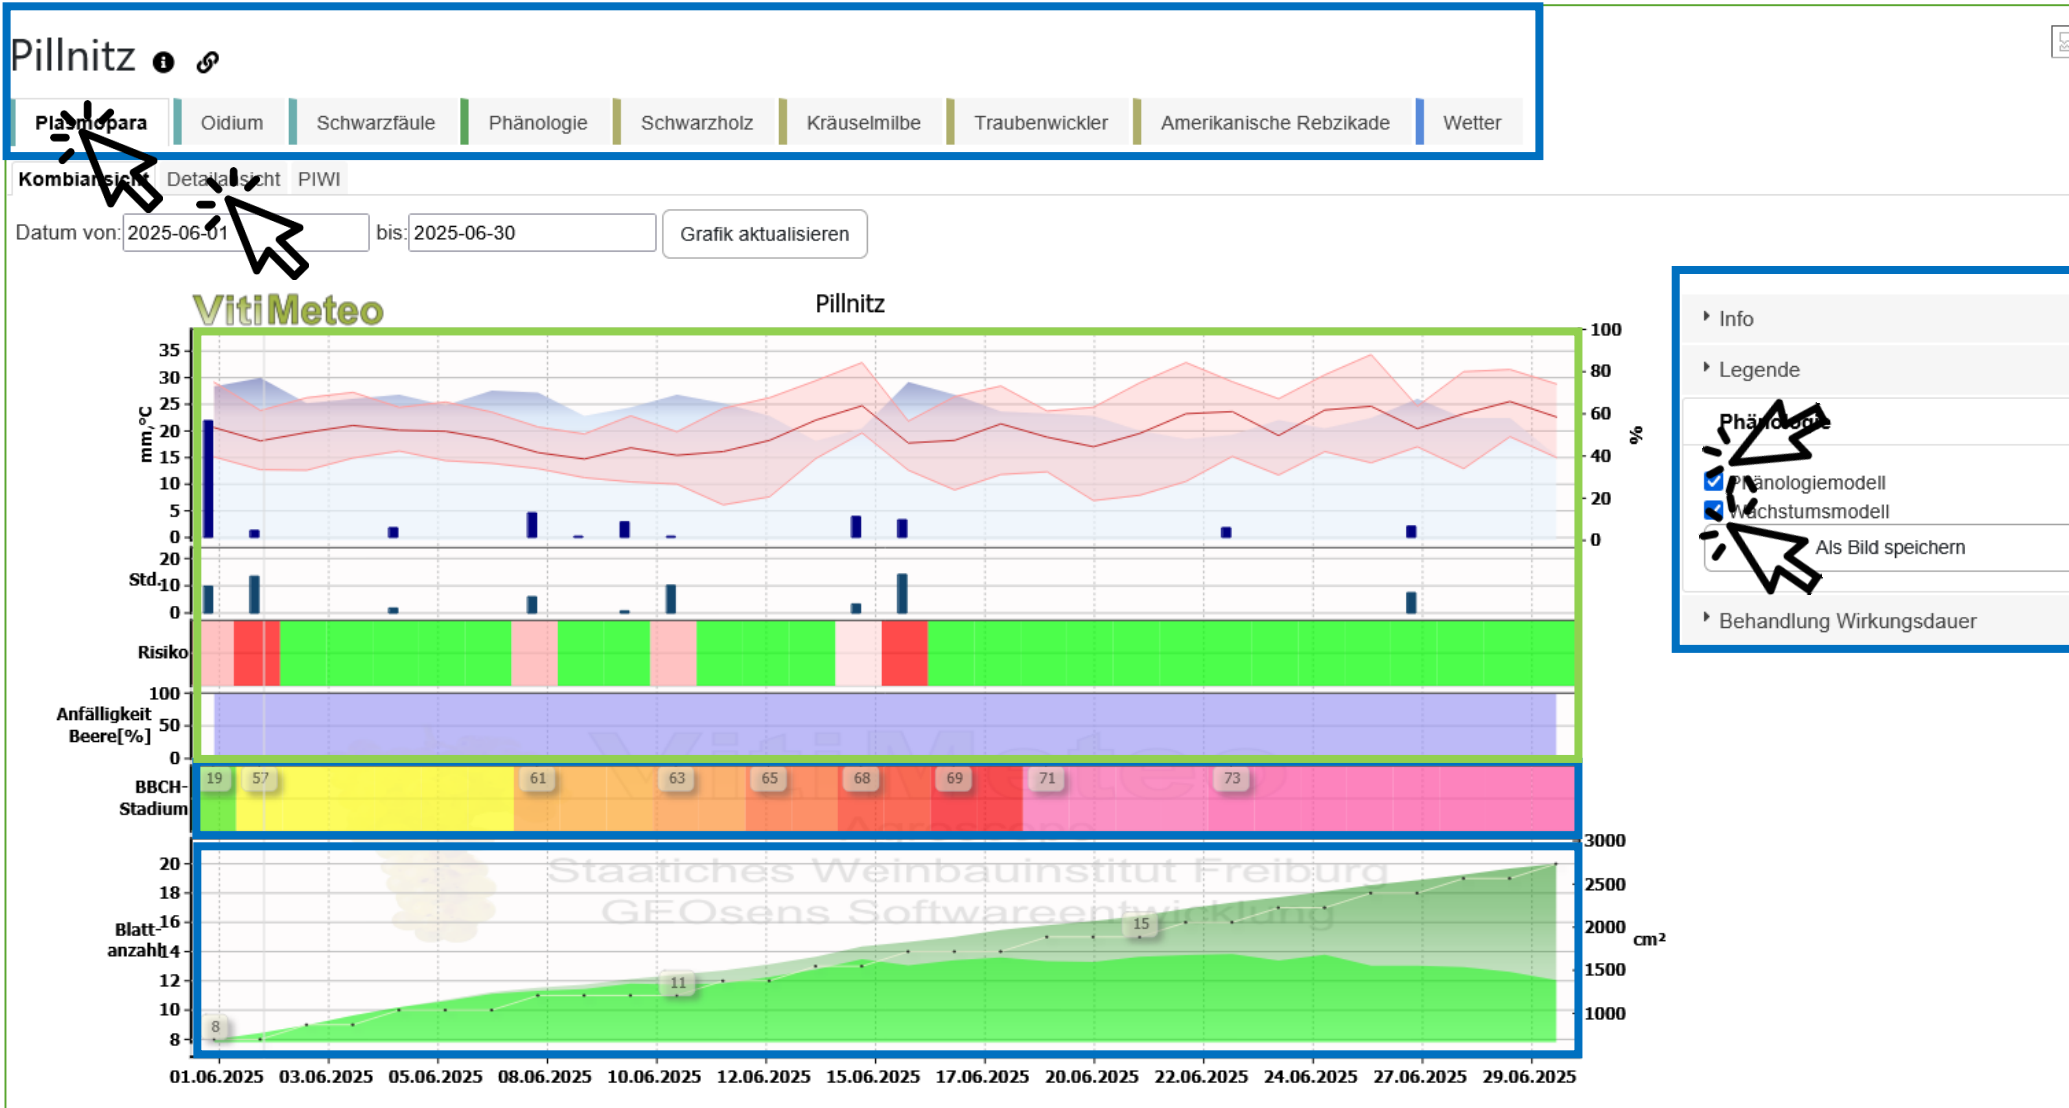 Pillnitz
Plasmopara Oidium Schwarzfäule Phänologie Schwarzholz Kräuselmilbe Traubenwickler Amerikanische Rebzikade Wetter
Kombiansicht Detailansicht PIWI
Datum von: 2025-06-01 bis: 2025-06-30 Grafik aktualisieren
VitiMeteo
Pillnitz
mm,°C
35
30
25
20
15
10
5
0
100
80
60
40
20
0
%
Std.
20
10
0
Risiko
Anfälligkeit
Beere[%]
100
50
0
VitiMeteo
BBCH-
Stadium
19 57 61 63 65 68 69 71 73
Agroscope
Staatliches Weinbauinstitut Freiburg
GEOsens Softwareentwicklung
Blatt-
anzahl
20
18
16
14
12
10
8
8 11 15
3000
2500
2000
1500
1000
cm²
01.06.2025 03.06.2025 05.06.2025 08.06.2025 10.06.2025 12.06.2025 15.06.2025 17.06.2025 20.06.2025 22.06.2025 24.06.2025 27.06.2025 29.06.2025
Info
Legende
Phänologie
Phänologiemodell
Wachstumsmodell
Als Bild speichern
Behandlung Wirkungsdauer